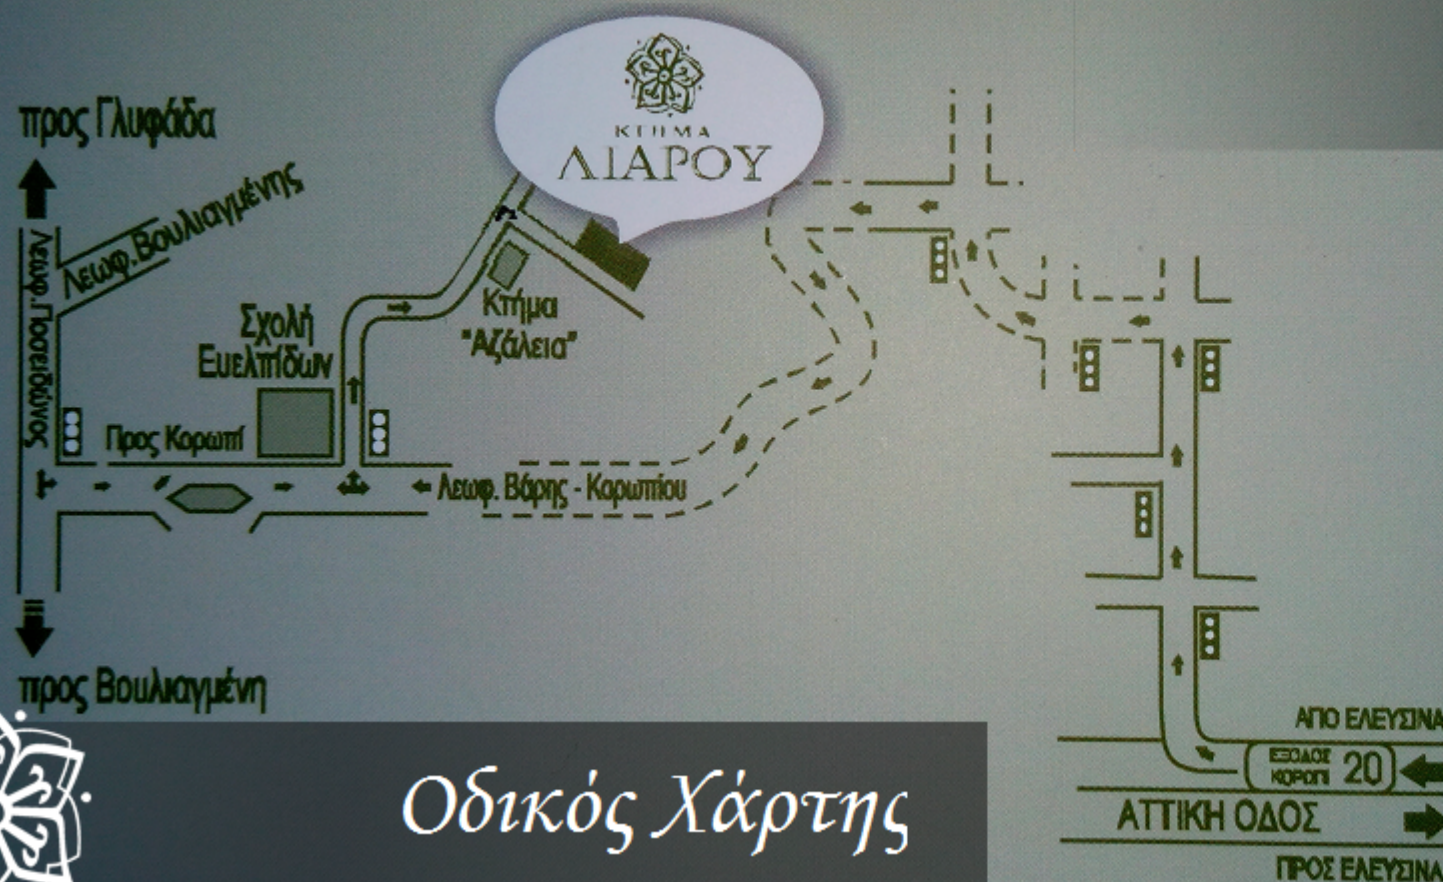 ΚΤΗΜΑ
ΛΙΑΡΟΥ
προς Γλυφάδα
Λεωφ. Βουλιαγμένης
Λεωφ. Ποσειδώνος
Σχολή
Ευελπίδων
Κτήμα
"Αζάλεια"
Προς Κορωπί
Λεωφ. Βάρης - Κορωπίου
προς Βουλιαγμένη
ΑΠΟ ΕΛΕΥΣΙΝΑ
ΕΞΟΔΟΣ
ΚΟΡΩΠΙ
20
ΑΤΤΙΚΗ ΟΔΟΣ
ΠΡΟΣ ΕΛΕΥΣΙΝΑ
Οδικός Χάρτης